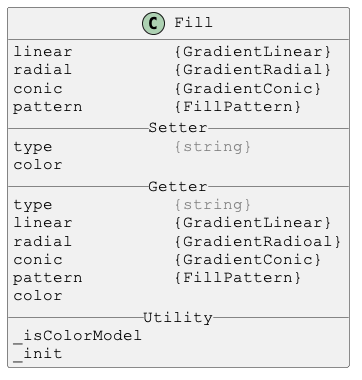 C Fill
linear {GradientLinear}
radial {GradientRadial}
conic {GradientConic}
pattern {FillPattern}
Setter
type {string}
color
Getter
type {string}
linear {GradientLinear}
radial {GradientRadioal}
conic {GradientConic}
pattern {FillPattern}
color
Utility
_isColorModel
_init